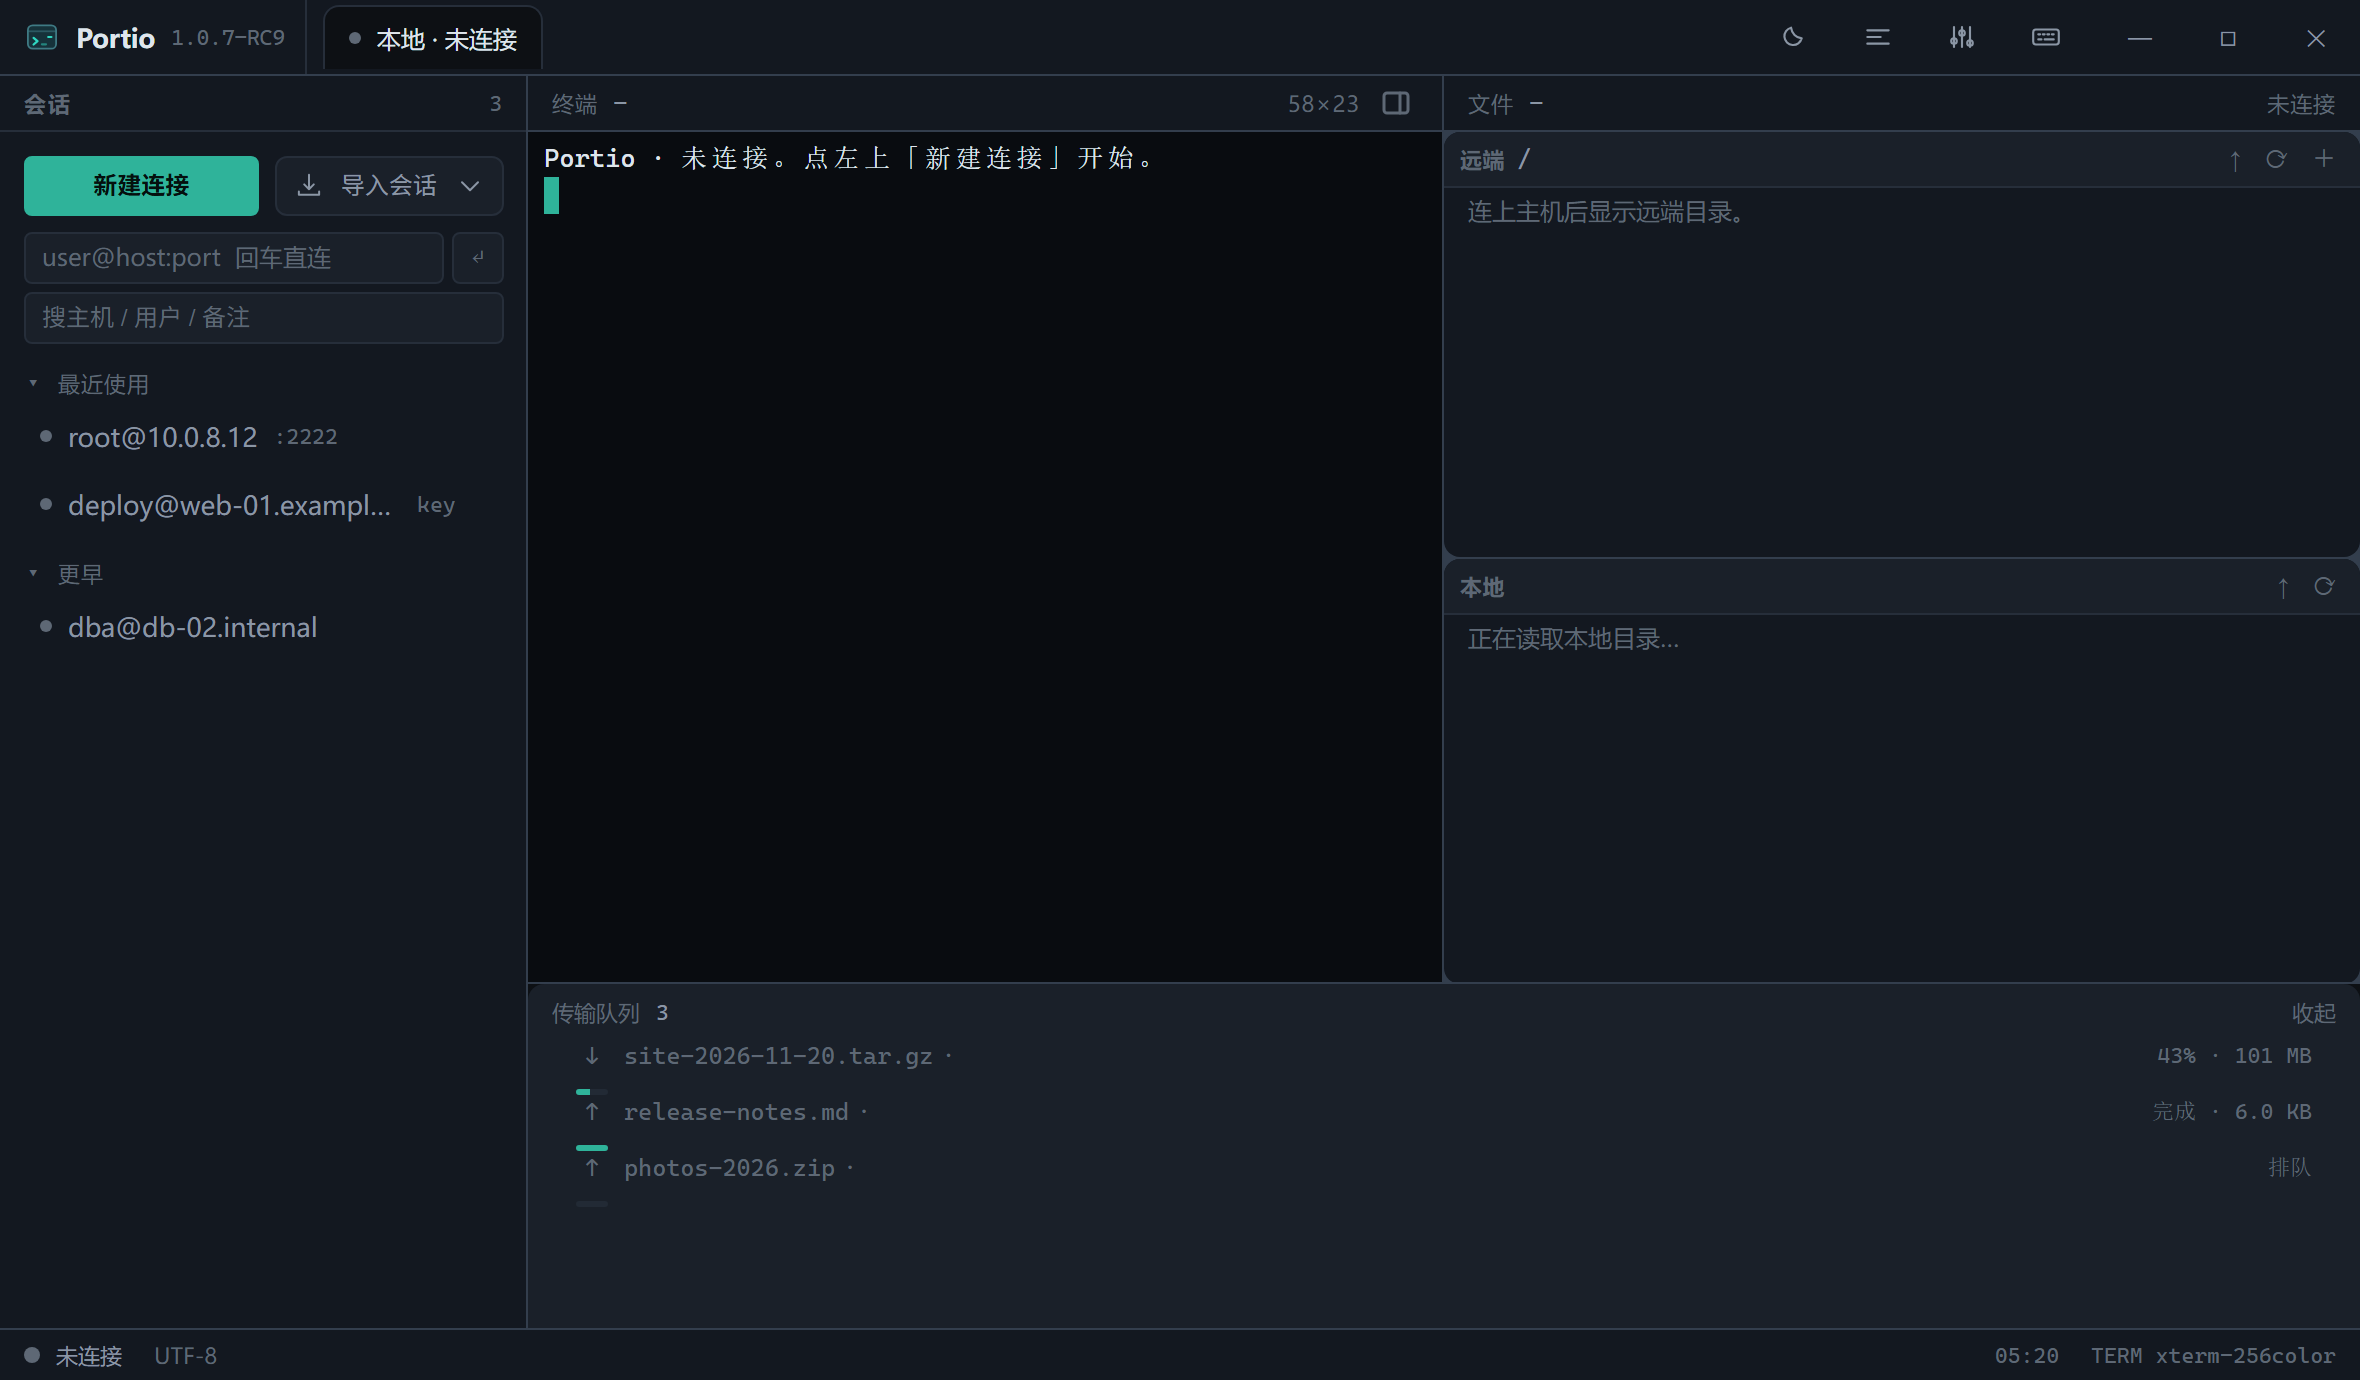 Portio 1.0.7-RC9
本地 · 未连接
会话 3
新建连接
导入会话
user@host:port 回车直连
搜主机 / 用户 / 备注
最近使用
root@10.0.8.12 :2222
deploy@web-01.exampl... key
更早
dba@db-02.internal
终端 — 58×23
Portio · 未连接。点左上「新建连接」开始。
文件 — 未连接
远端 /
连上主机后显示远端目录。
本地
正在读取本地目录...
传输队列 3 收起
↓ site-2026-11-20.tar.gz · 43% · 101 MB
↑ release-notes.md · 完成 · 6.0 KB
↑ photos-2026.zip · 排队
未连接 UTF-8 05:20 TERM xterm-256color